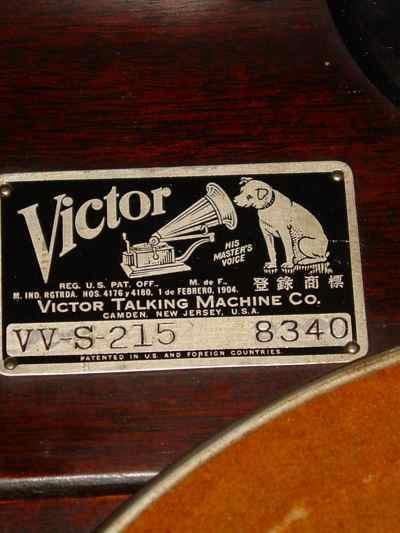 Victor
HIS
MASTER'S
VOICE
REG. U.S. PAT. OFF. M. de F.
M. IND. RGTRDA. NOS. 4176 y 4180, 1 de FEBRERO, 1904.
登錄商標
VICTOR TALKING MACHINE CO.
CAMDEN, NEW JERSEY, U.S.A.
VV-S-215 8340
PATENTED IN U.S. AND FOREIGN COUNTRIES